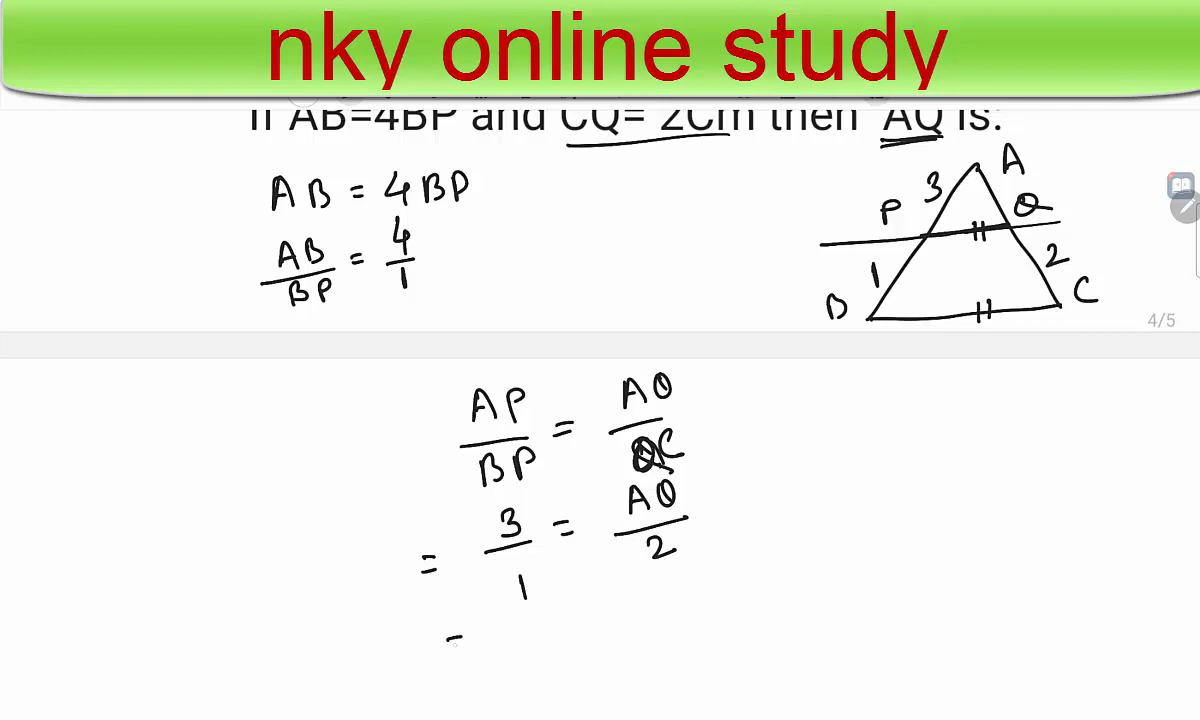 nky online study
If AB=4BP and CQ= 2Cm then AQ is:
AB = 4BP
AB/BP = 4/1
A
3
P
Q
1
2
B
C
4/5
AP/BP = AQ/QC
= 3/1 = AQ/2
=